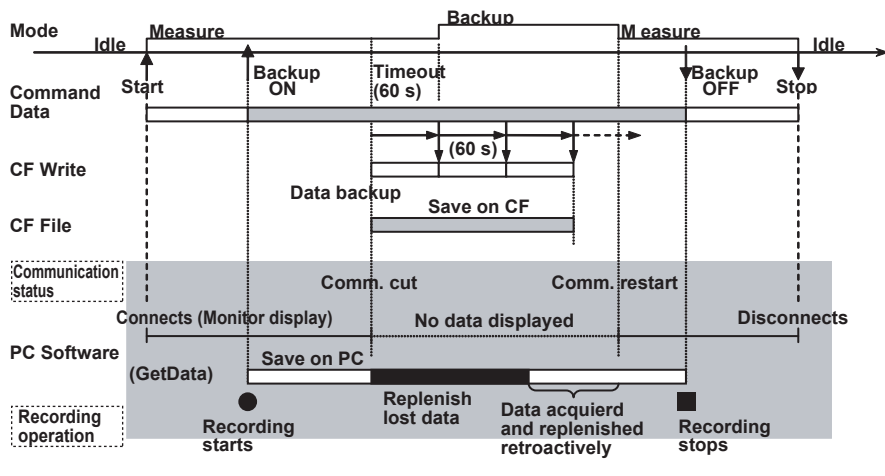 Backup
Mode
Measure
M easure
Idle
Idle
Start
Backup
ON
Timeout
(60 s)
Backup
OFF
Stop
Command
Data
(60 s)
CF Write
Data backup
Save on CF
CF File
Communication
status
Comm. cut
Comm. restart
Connects (Monitor display)
No data displayed
Disconnects
PC Software
Save on PC
(GetData)
Replenish
lost data
Data acquierd
and replenished
retroactively
Recording
operation
Recording
starts
Recording
stops